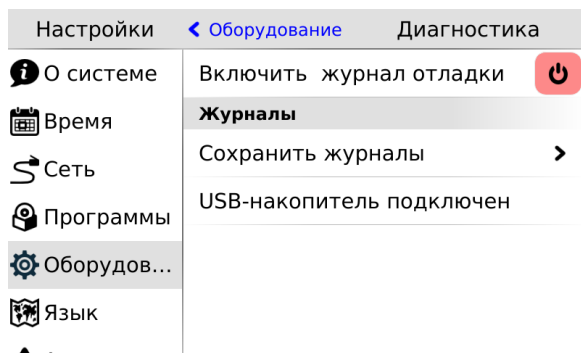 Настройки
Оборудование
Диагностика
О системе
Время
Сеть
Программы
Оборудов...
Язык
Включить журнал отладки
Журналы
Сохранить журналы
USB-накопитель подключен